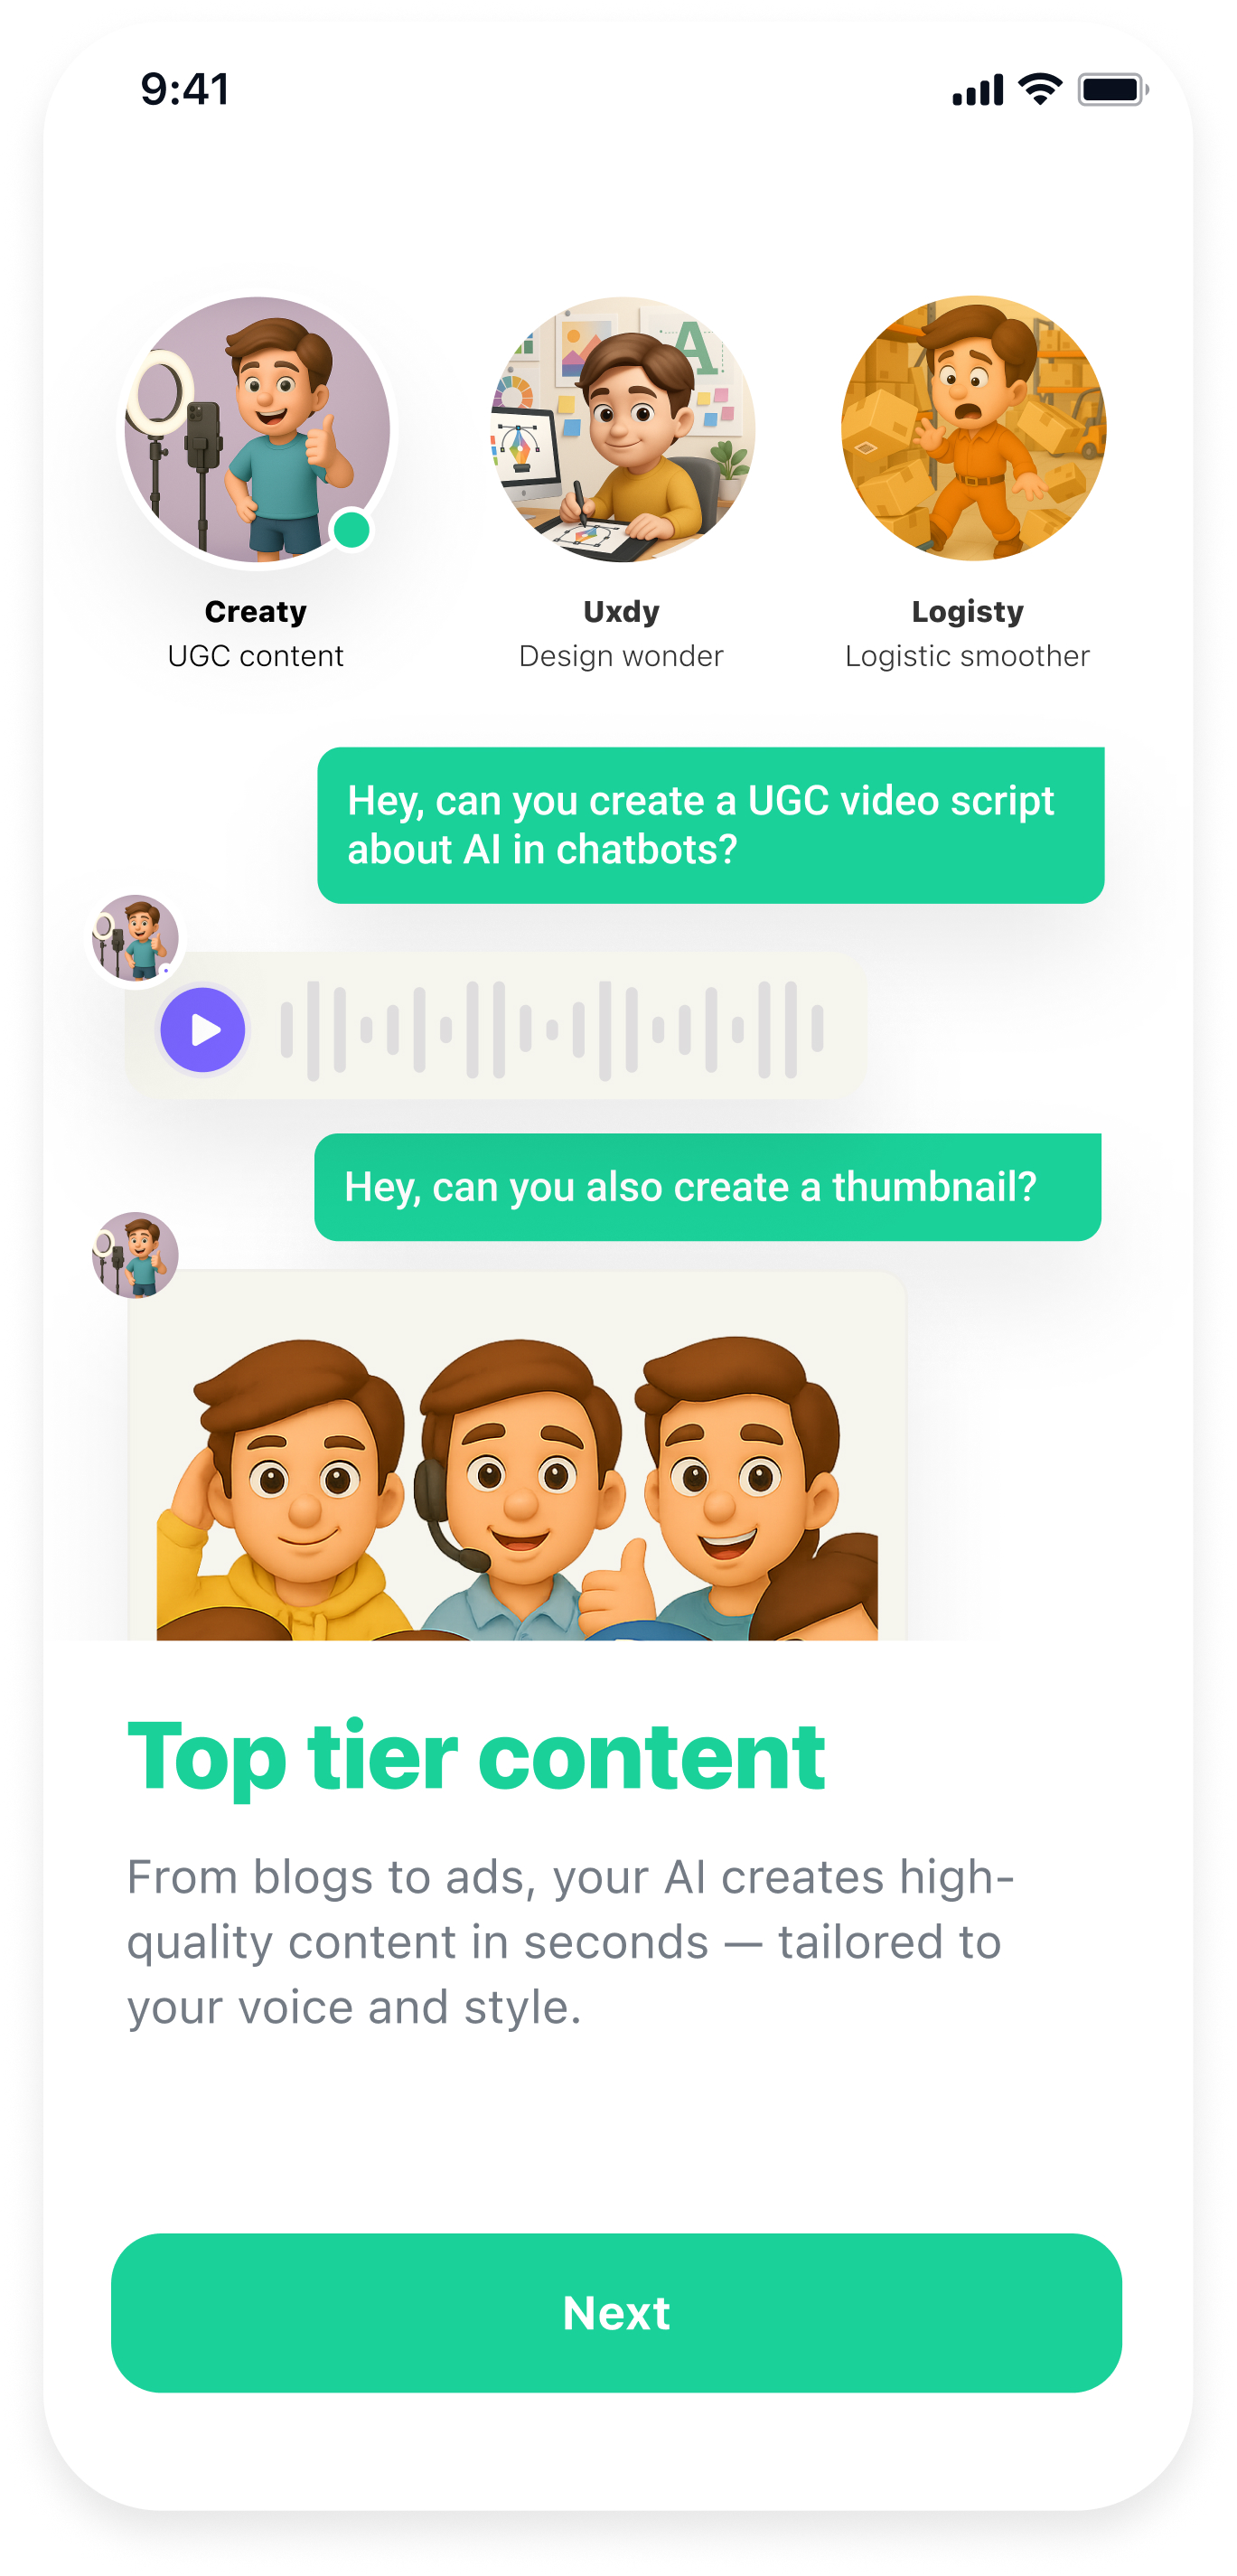 9:41
A
Creaty
Uxdy
Logisty
UGC content
Design wonder
Logistic smoother
Hey, can you create a UGC video script
about AI in chatbots?
Hey, can you also create a thumbnail?
Top tier content
From blogs to ads, your AI creates high-
quality content in seconds — tailored to
your voice and style.
Next